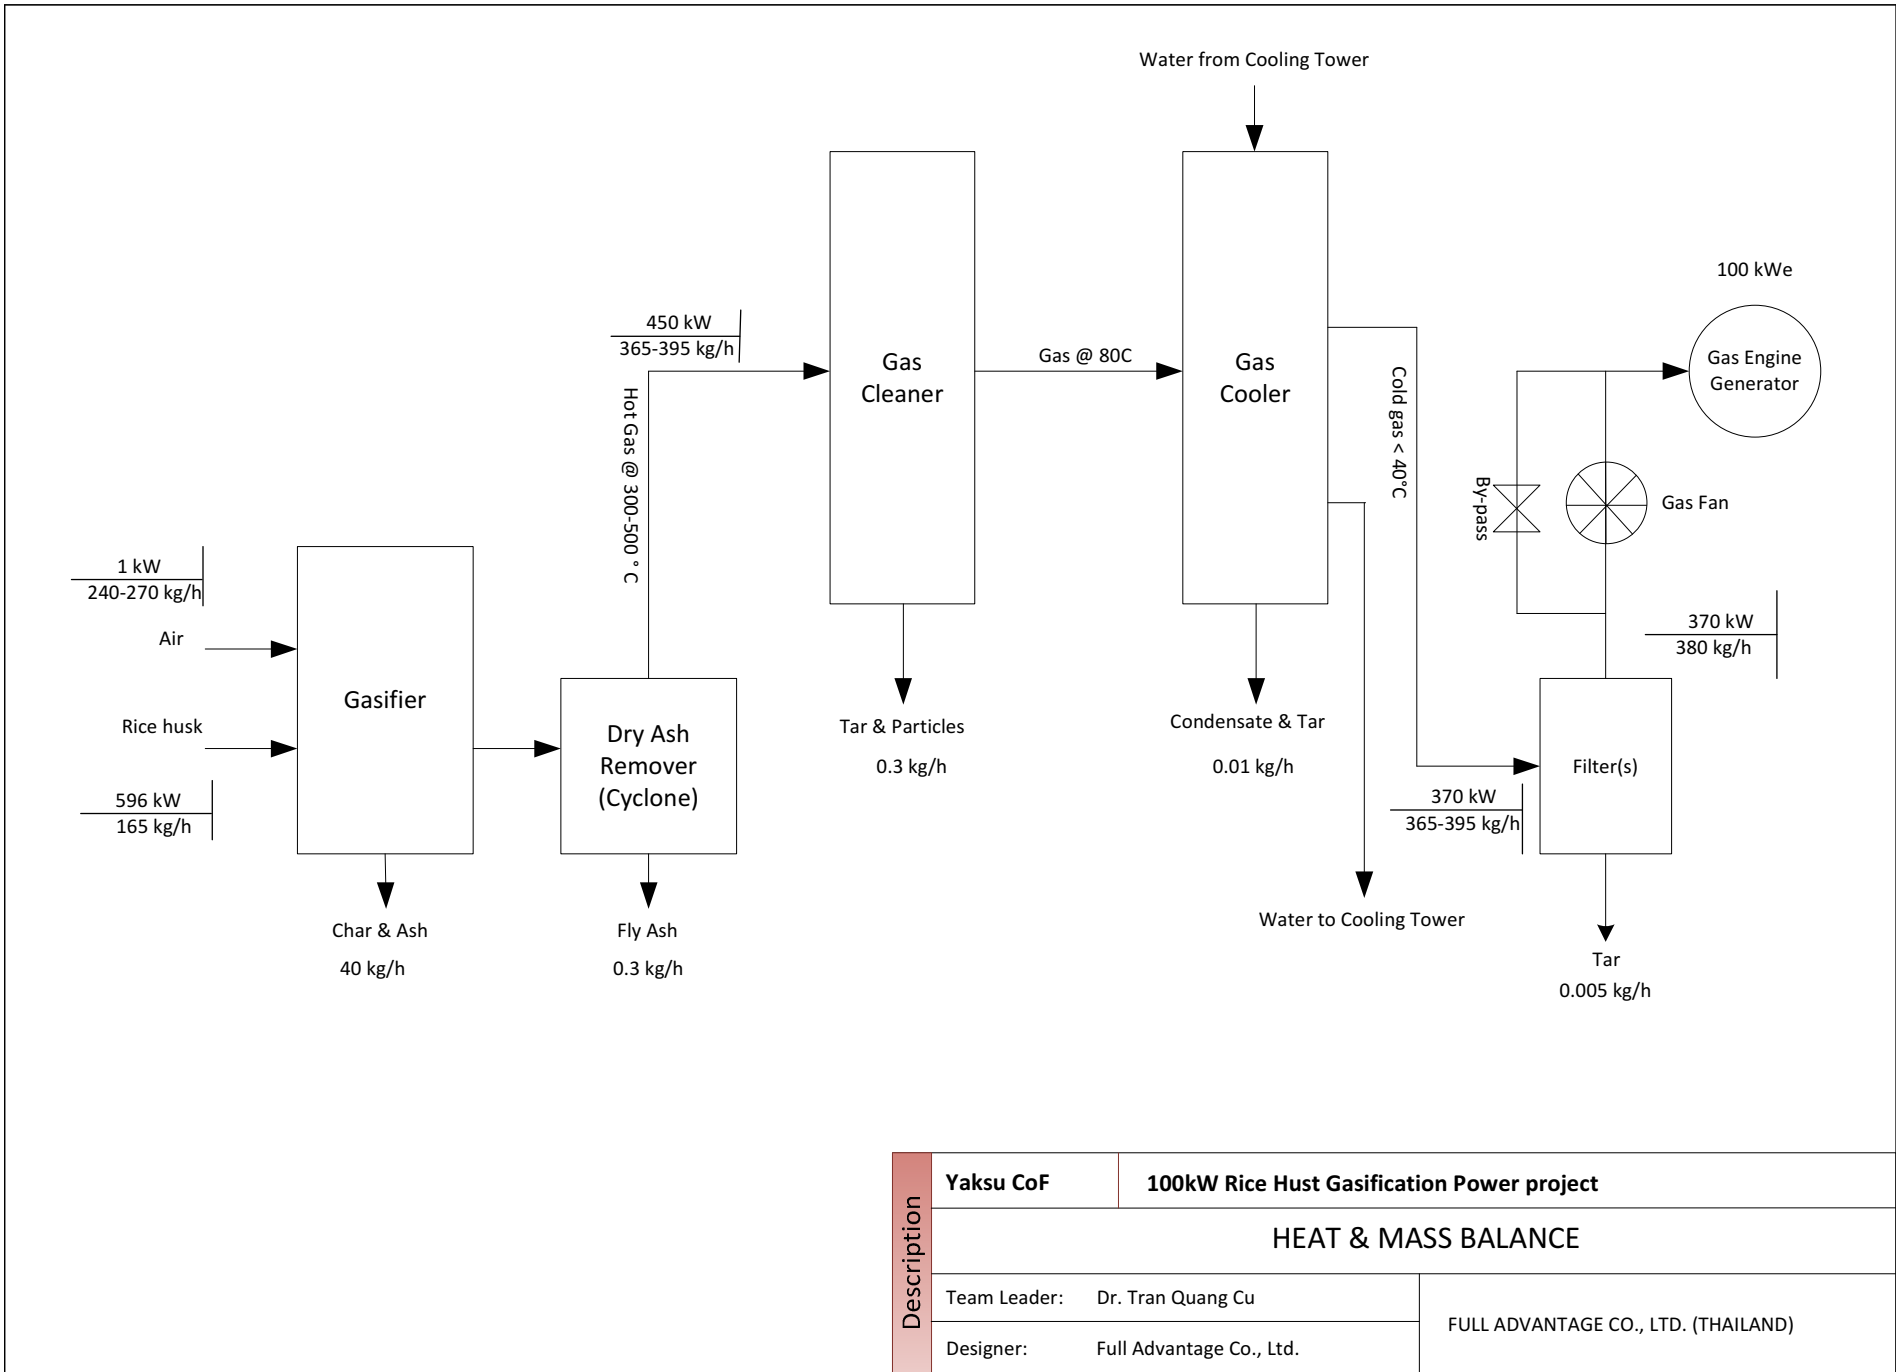 Water from Cooling Tower
100 kWe
450 kW
365-395 kg/h
Gas
Cleaner
Gas @ 80C
Gas
Cooler
Gas Engine
Generator
Hot Gas @ 300-500 °C
Cold gas < 40°C
By-pass
Gas Fan
1 kW
240-270 kg/h
Air
Gasifier
Rice husk
596 kW
165 kg/h
Dry Ash
Remover
(Cyclone)
370 kW
380 kg/h
Tar & Particles
0.3 kg/h
Condensate & Tar
0.01 kg/h
Filter(s)
370 kW
365-395 kg/h
Char & Ash
40 kg/h
Fly Ash
0.3 kg/h
Water to Cooling Tower
Tar
0.005 kg/h
Description
Yaksu CoF
100kW Rice Hust Gasification Power project
HEAT & MASS BALANCE
Team Leader: Dr. Tran Quang Cu
Designer: Full Advantage Co., Ltd.
FULL ADVANTAGE CO., LTD. (THAILAND)